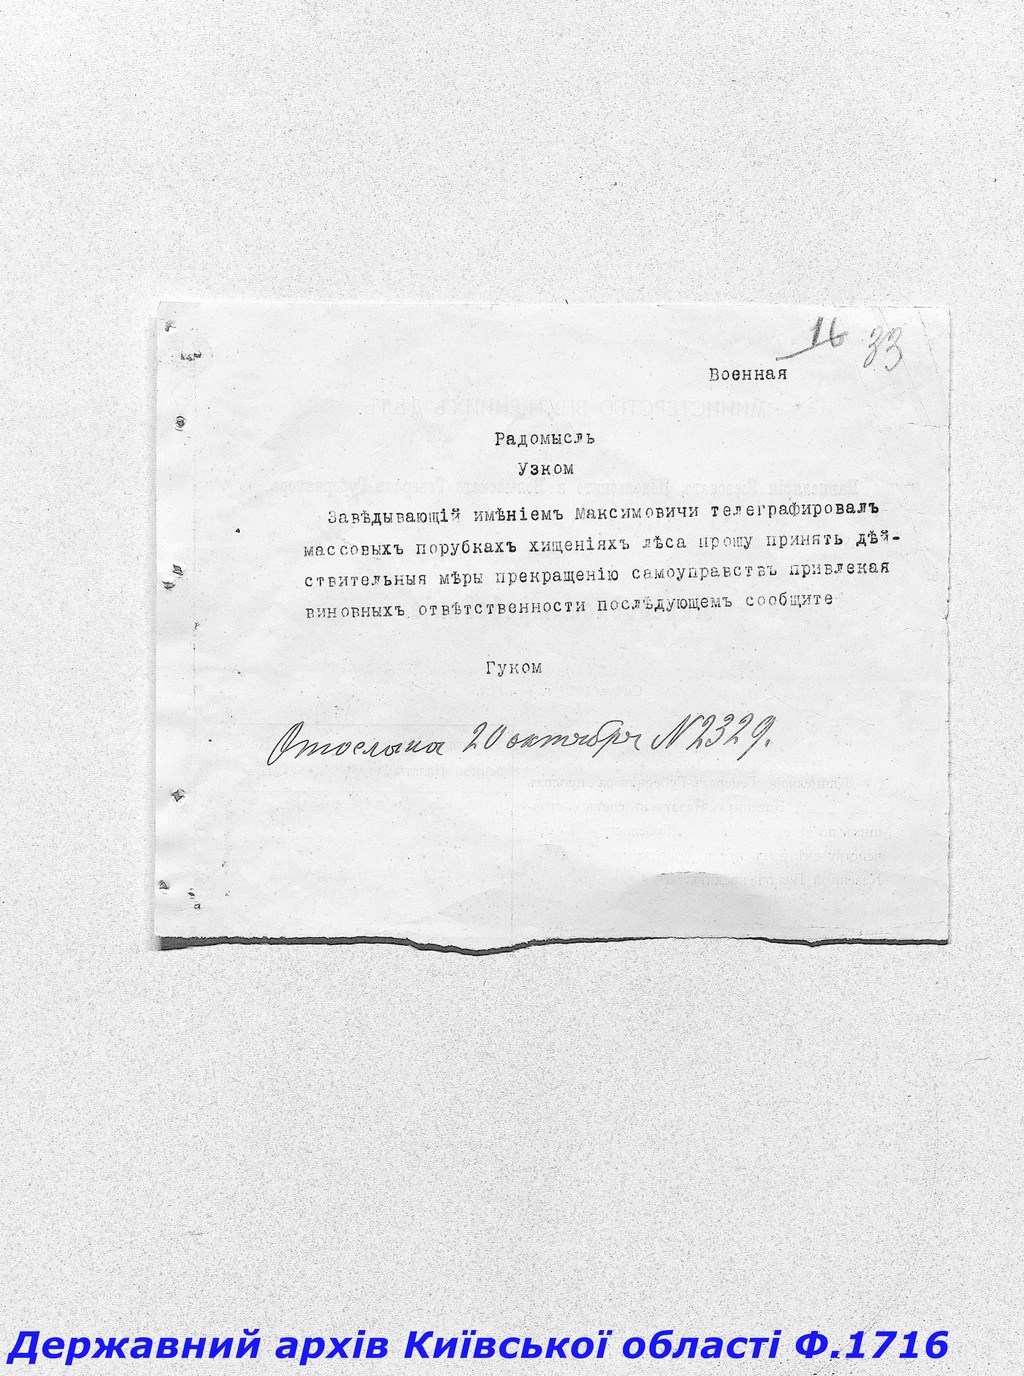 16 33
Военная
Радомысль
Узком
Завѣдывающій имѣніемъ Максимовичи телеграфировалъ
массовыхъ порубкахъ хищеніяхъ лѣса прошу принять дѣй-
ствительныя мѣры прекращенію самоуправствъ привлекая
виновныхъ отвѣтственности послѣдующемъ сообщите
Гуком
Отослана 20 октября N2329.
Державний архів Київської області Ф.1716